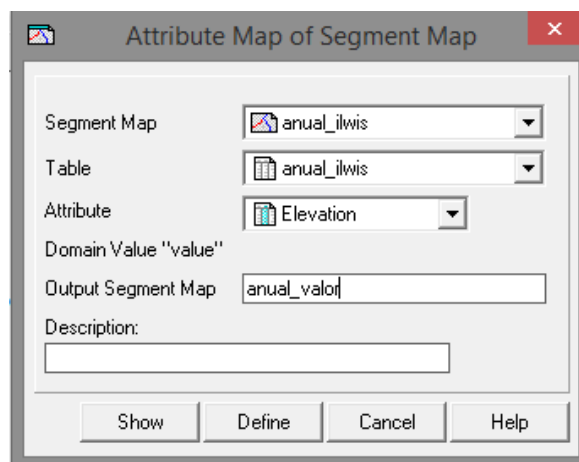 Attribute Map of Segment Map
Segment Map anual_ilwis
Table anual_ilwis
Attribute Elevation
Domain Value "value"
Output Segment Map anual_valor
Description:
Show Define Cancel Help